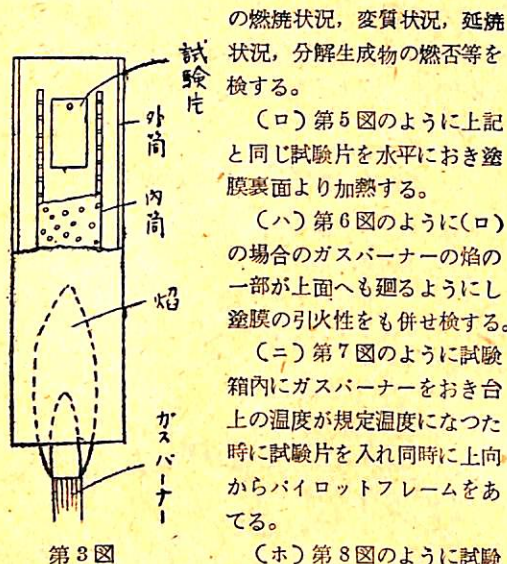 の燃焼状況，変質状況，延焼
状況，分解生成物の燃否等を
検する。
（ロ）第5図のように上記
と同じ試験片を水平におき塗
膜裏面より加熱する。
（ハ）第6図のように(ロ)
の場合のガスバーナーの焰の
一部が上面へも廻るようにし
塗膜の引火性をも併せ検する。
（ニ）第7図のように試験
箱内にガスバーナーをおき台
上の温度が規定温度になつた
時に試験片を入れ同時に上向
からパイロットフレームをあ
てる。
（ホ）第8図のように試験
試験片
外筒
内筒
焰
ガスバーナー
第3図